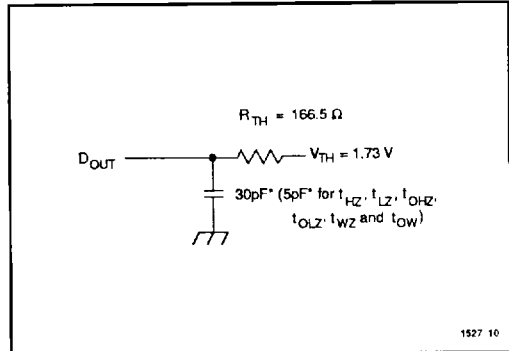 R_TH = 166.5 Ω
D_OUT
V_TH = 1.73 V
30pF* (5pF* for t_HZ, t_LZ, t_OHZ,
t_OLZ, t_WZ and t_OW)
1527 10